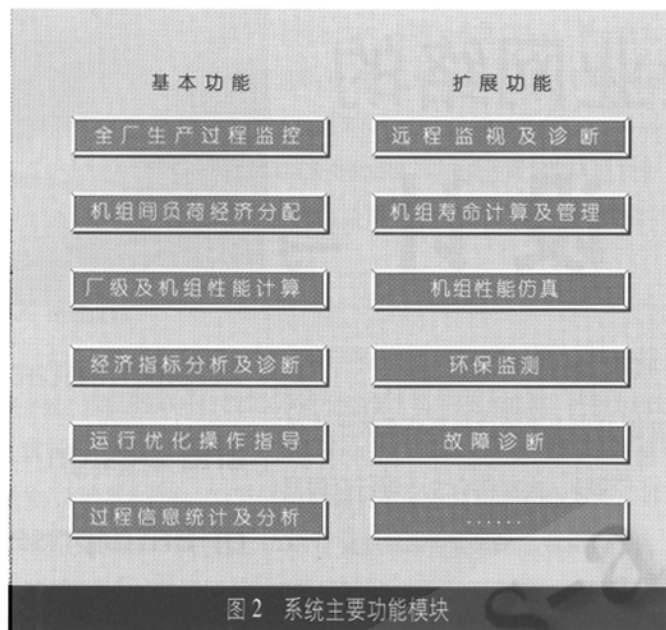 基本功能
全厂生产过程监控
机组间负荷经济分配
厂级及机组性能计算
经济指标分析及诊断
运行优化操作指导
过程信息统计及分析
扩展功能
远程监视及诊断
机组寿命计算及管理
机组性能仿真
环保监测
故障诊断
......
图2 系统主要功能模块
s-a